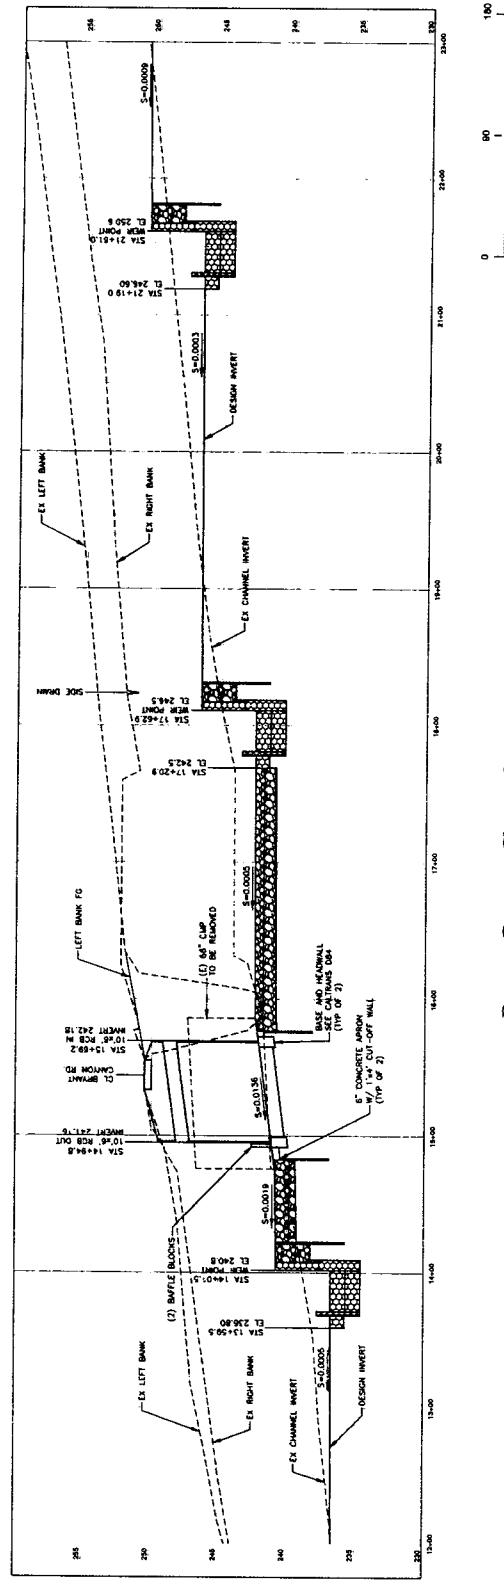 255
250
245
240
235
230
12+00
13+00
14+00
15+00
16+00
17+00
18+00
19+00
20+00
21+00
22+00
23+00
EX LEFT BANK
EX RIGHT BANK
EX CHANNEL INVERT
DESIGN INVERT
S=0.0006
STA 13+59.5
EL 236.80
STA 14+01.5
WEIR POINT
EL 240.8
(2) BAFFLE BLOCKS
S=0.0019
STA 14+94.8
10'x8' RCB OUT
INVERT 241.16
CL BRYANT
CANYON RD.
STA 15+69.2
10'x8' RCB IN
INVERT 242.18
S=0.0136
6" CONCRETE APRON
W/ 1'x4' CUT-OFF WALL
(TYP OF 2)
BASE AND HEADWALL
SEE CALTRANS D84
(TYP OF 2)
(E) 66" CMP
TO BE REMOVED
LEFT BANK FG
S=0.0005
STA 17+20.9
EL 242.5
STA 17+62.9
WEIR POINT
EL 246.5
SIDE DRAIN
EX CHANNEL INVERT
EX LEFT BANK
EX RIGHT BANK
DESIGN INVERT
S=0.0003
STA 21+19.0
EL 246.60
STA 21+61.0
WEIR POINT
EL 250.6
S=0.0009
0
90
180